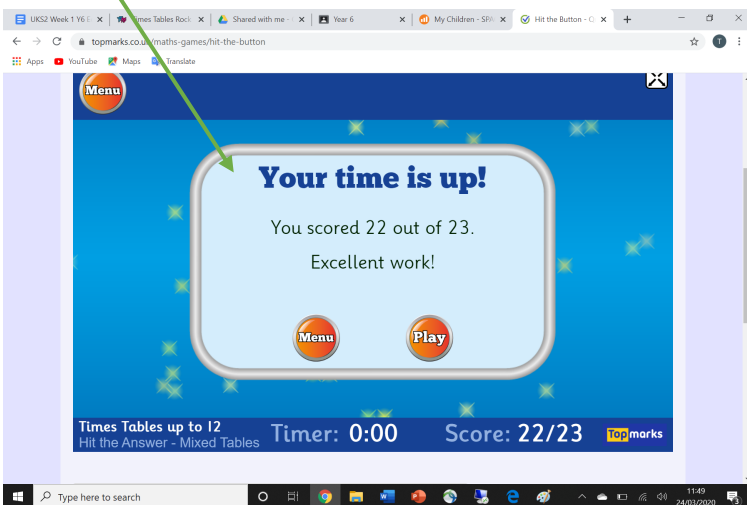 UKS2 Week 1 Y6 E
Times Tables Rock
Shared with me - G
Year 6
My Children - SPA
Hit the Button - Q
topmarks.co.uk/maths-games/hit-the-button
T
Apps
YouTube
Maps
Translate
Menu
Your time is up!
You scored 22 out of 23.
Excellent work!
Menu
Play
Times Tables up to 12
Hit the Answer - Mixed Tables
Timer: 0:00
Score: 22/23
Topmarks
Type here to search
11:49
24/03/2020